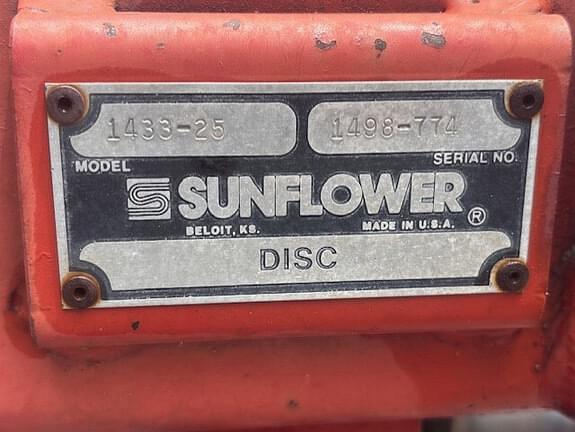 1433-25 1498-774
MODEL SERIAL NO.
SUNFLOWER ®
BELOIT, KS. MADE IN U.S.A.
DISC